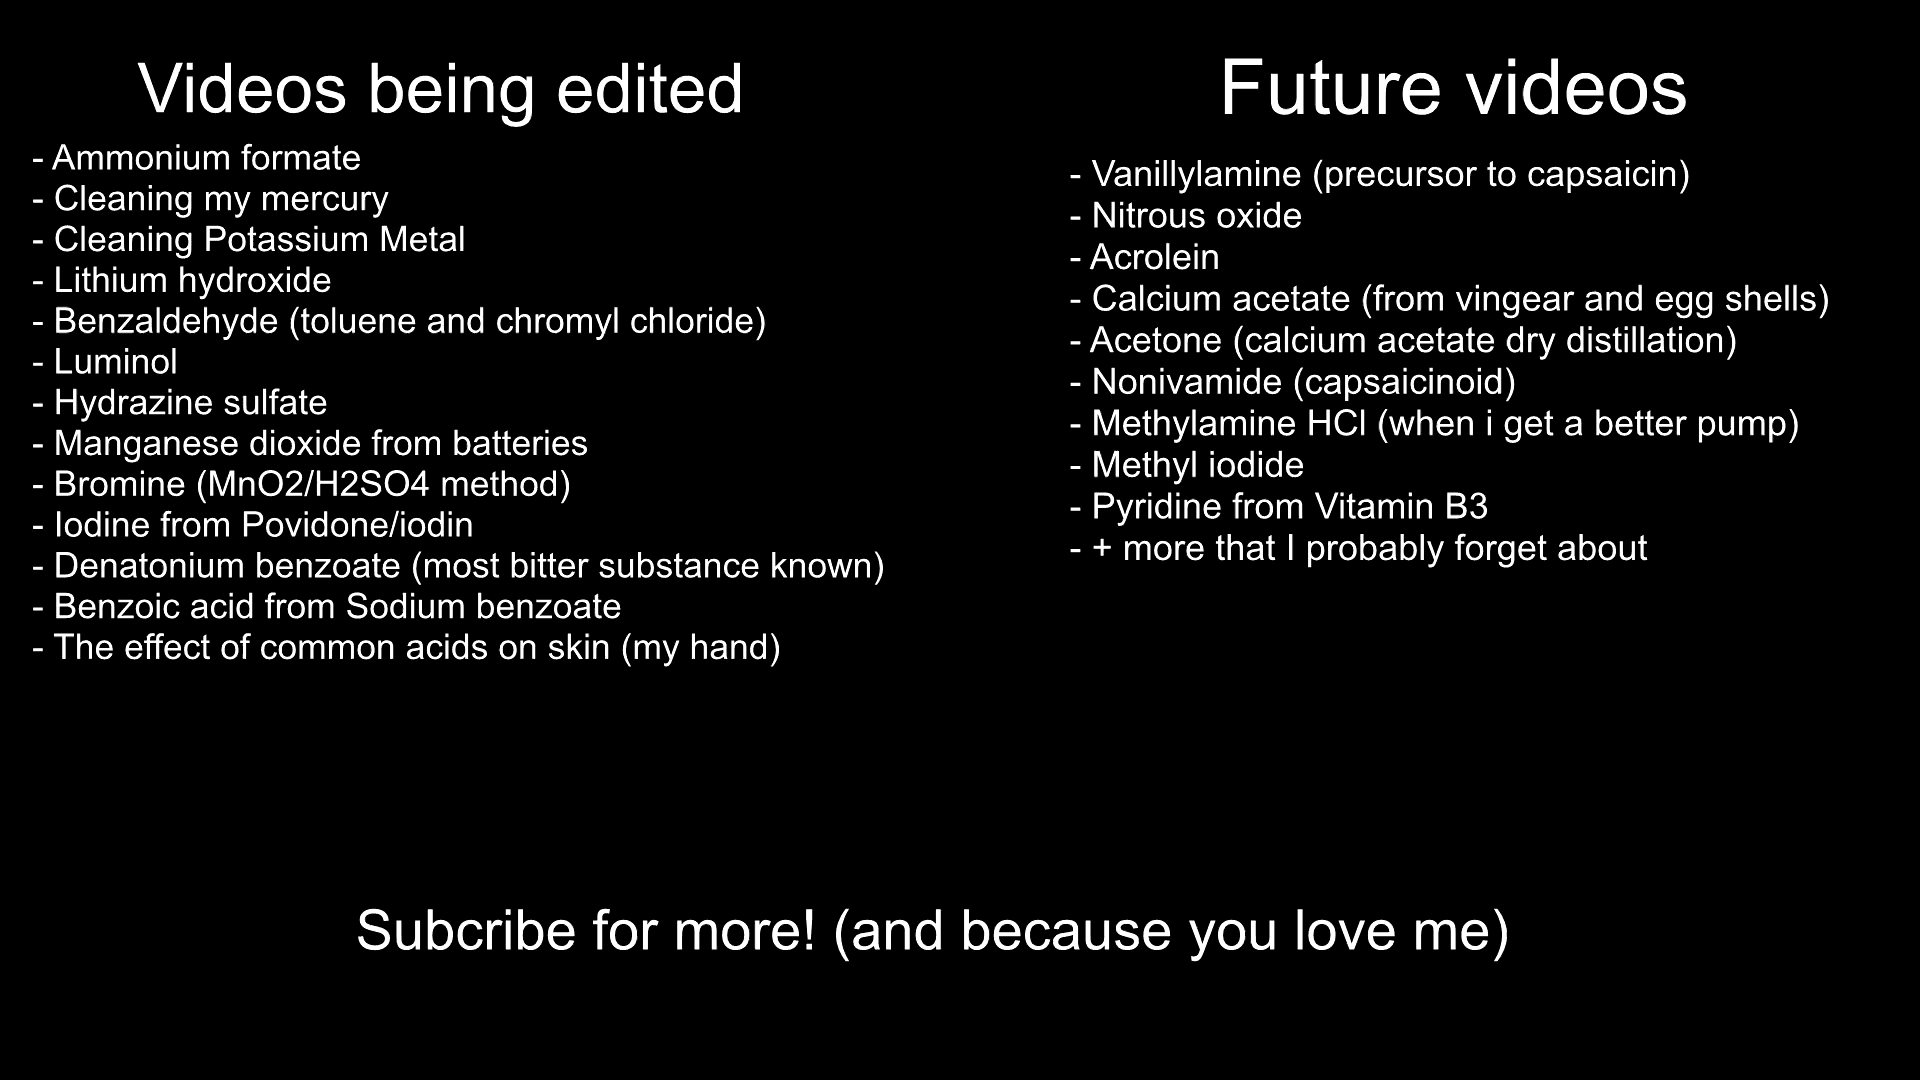 Videos being edited
- Ammonium formate
- Cleaning my mercury
- Cleaning Potassium Metal
- Lithium hydroxide
- Benzaldehyde (toluene and chromyl chloride)
- Luminol
- Hydrazine sulfate
- Manganese dioxide from batteries
- Bromine (MnO2/H2SO4 method)
- Iodine from Povidone/iodin
- Denatonium benzoate (most bitter substance known)
- Benzoic acid from Sodium benzoate
- The effect of common acids on skin (my hand)
Future videos
- Vanillylamine (precursor to capsaicin)
- Nitrous oxide
- Acrolein
- Calcium acetate (from vingear and egg shells)
- Acetone (calcium acetate dry distillation)
- Nonivamide (capsaicinoid)
- Methylamine HCl (when i get a better pump)
- Methyl iodide
- Pyridine from Vitamin B3
- + more that I probably forget about
Subcribe for more! (and because you love me)